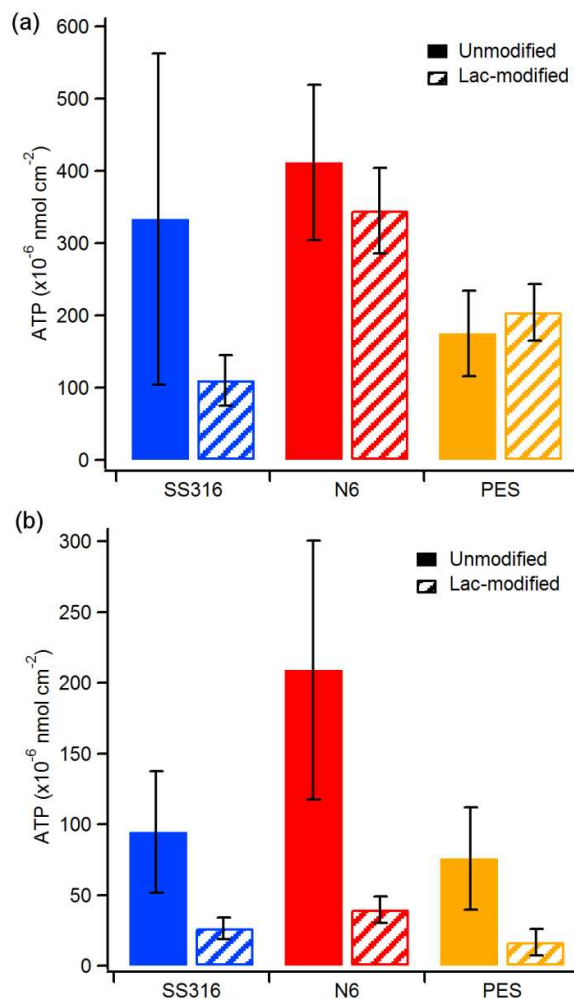 (a)
600
500
400
300
200
100
0
ATP (x10⁻⁶ nmol cm⁻²)
Unmodified
Lac-modified
SS316 N6 PES
(b)
300
250
200
150
100
50
0
ATP (x10⁻⁶ nmol cm⁻²)
Unmodified
Lac-modified
SS316 N6 PES